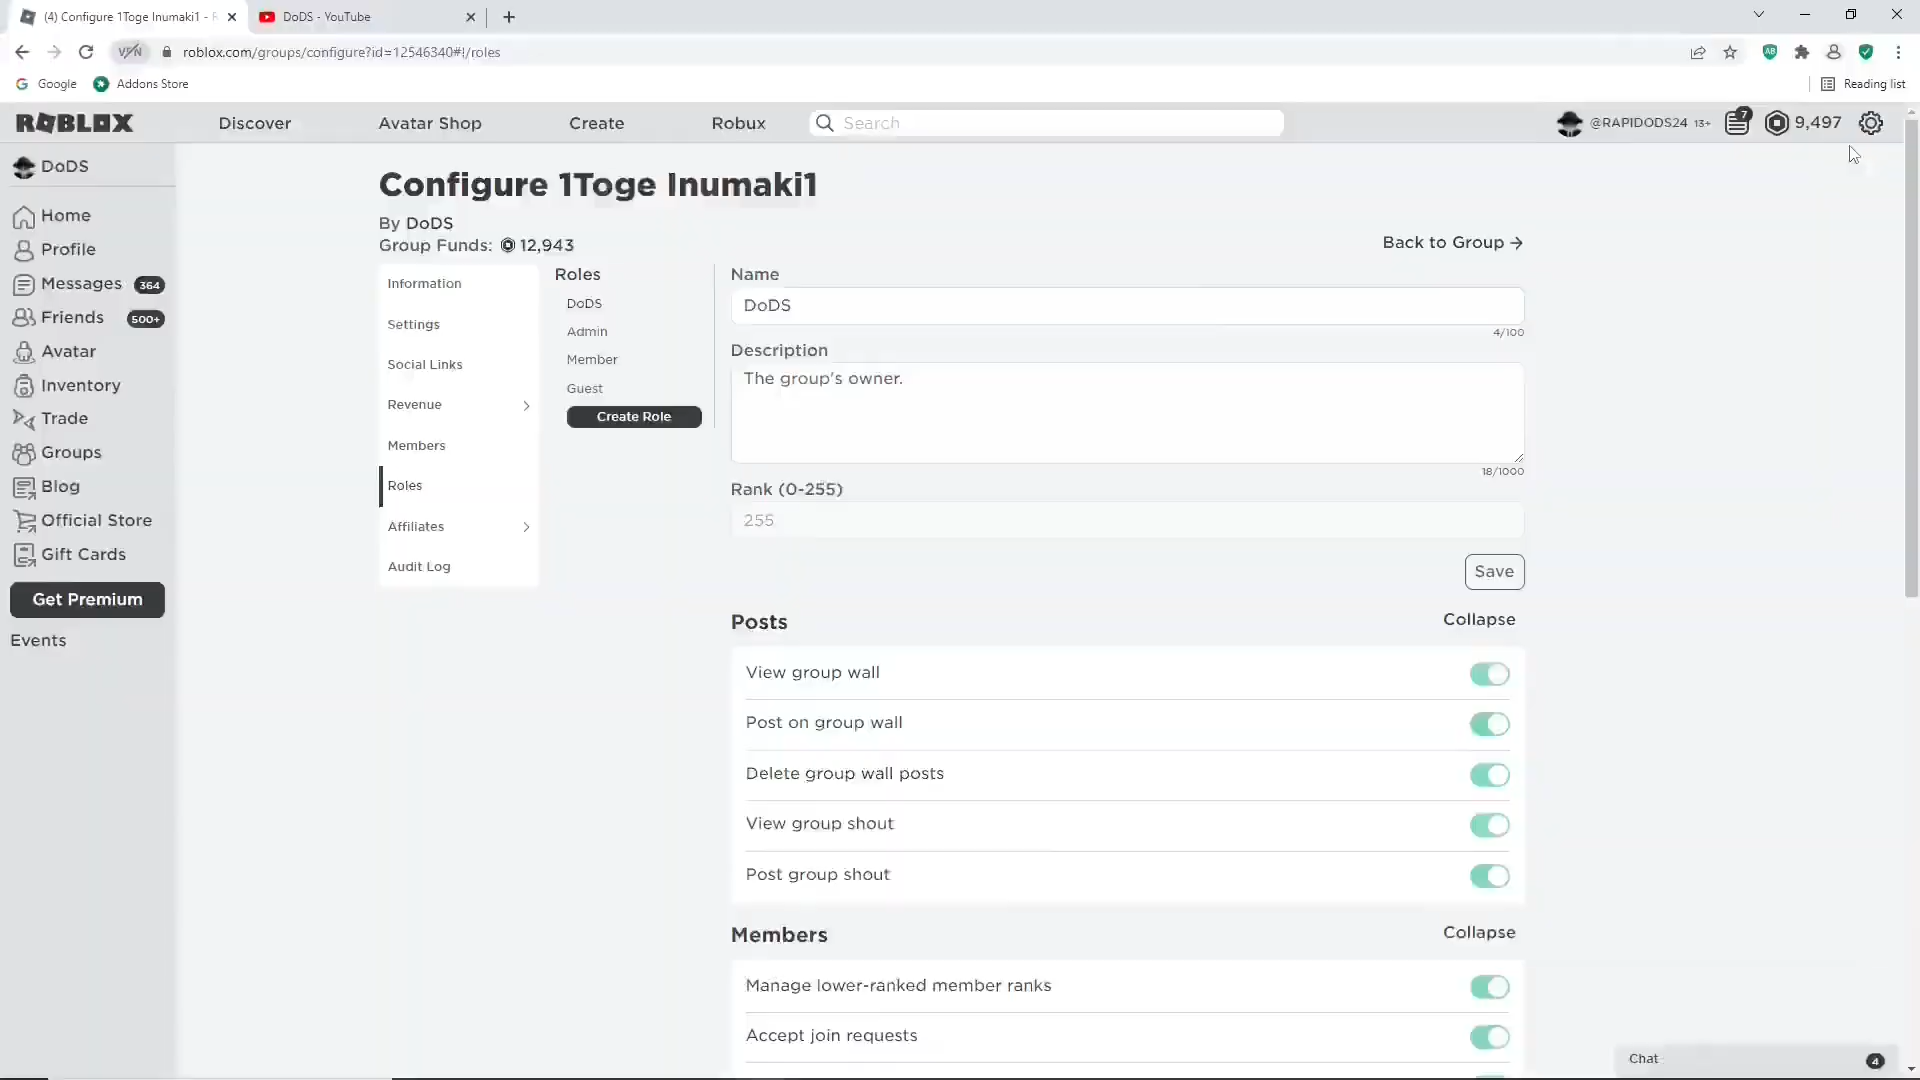 (4) Configure 1Toge Inumaki1 - R
DoDS - YouTube
VPN
roblox.com/groups/configure?id=12546340#!/roles
Google
Addons Store
Reading list
ROBLOX
Discover
Avatar Shop
Create
Robux
Search
@RAPIDODS24 13+
7
9,497
DoDS
Home
Profile
Messages 364
Friends 500+
Avatar
Inventory
Trade
Groups
Blog
Official Store
Gift Cards
Get Premium
Events
Configure 1Toge Inumaki1
By DoDS
Group Funds: 12,943
Back to Group
Information
Settings
Social Links
Revenue
Members
Roles
Affiliates
Audit Log
Roles
DoDS
Admin
Member
Guest
Create Role
Name
DoDS
4/100
Description
The group's owner.
18/1000
Rank (0-255)
255
Save
Posts
Collapse
View group wall
Post on group wall
Delete group wall posts
View group shout
Post group shout
Members
Collapse
Manage lower-ranked member ranks
Accept join requests
Chat
4